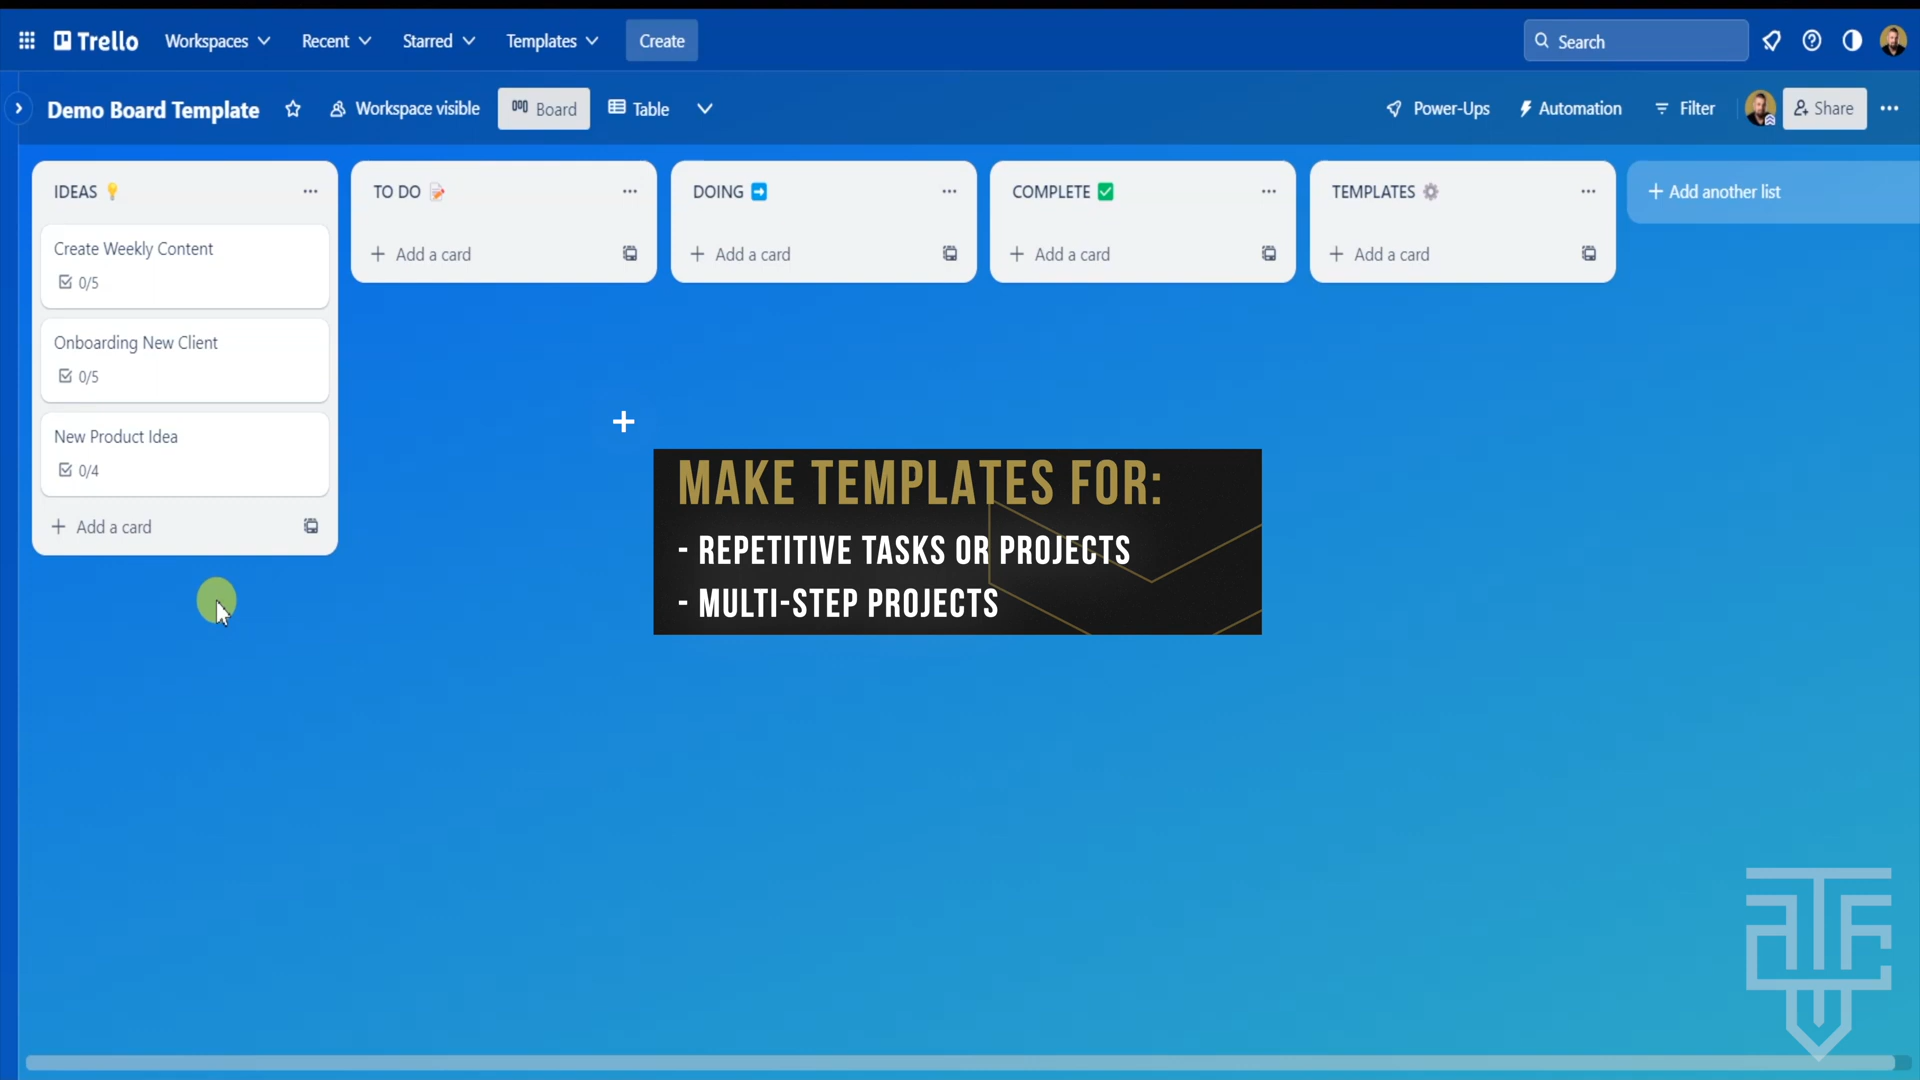 Trello
Workspaces
Recent
Starred
Templates
Create
Search
Demo Board Template
Workspace visible
Board
Table
Power-Ups
Automation
Filter
Share
IDEAS 💡
Create Weekly Content
0/5
Onboarding New Client
0/5
New Product Idea
0/4
+ Add a card
TO DO 📝
+ Add a card
DOING ➡️
+ Add a card
COMPLETE ✅
+ Add a card
TEMPLATES ⚙️
+ Add a card
+ Add another list
MAKE TEMPLATES FOR:
- REPETITIVE TASKS OR PROJECTS
- MULTI-STEP PROJECTS